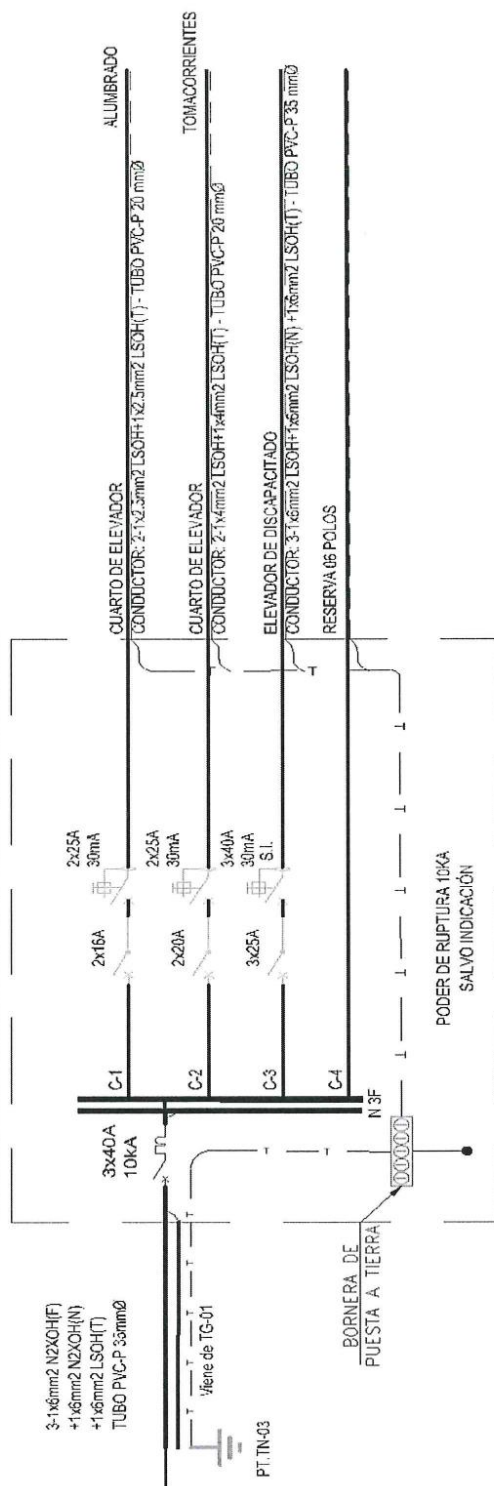 3-1x6mm2 N2XOH(F)
+1x6mm2 N2XOH(N)
+1x6mm2 LSOH(T)
TUBO PVC-P 35mmØ
Viene de TG-01
PT.TN-03
3x40A
10kA
N 3F
BORNERA DE
PUESTA A TIERRA
C-1
2x16A
2x25A
30mA
CUARTO DE ELEVADOR
ALUMBRADO
CONDUCTOR: 2-1x2.5mm2 LSOH+1x2.5mm2 LSOH(T) - TUBO PVC-P 20 mmØ
C-2
2x20A
2x25A
30mA
CUARTO DE ELEVADOR
TOMACORRIENTES
CONDUCTOR: 2-1x4mm2 LSOH+1x4mm2 LSOH(T) - TUBO PVC-P 20 mmØ
C-3
3x25A
3x40A
30mA
S.I.
ELEVADOR DE DISCAPACITADO
CONDUCTOR: 3-1x6mm2 LSOH+1x6mm2 LSOH(N) +1x6mm2 LSOH(T) - TUBO PVC-P 35 mmØ
C-4
RESERVA 06 POLOS
T
T
T
T
T
T
T
T
T
T
T
T
PODER DE RUPTURA 10KA
SALVO INDICACIÓN